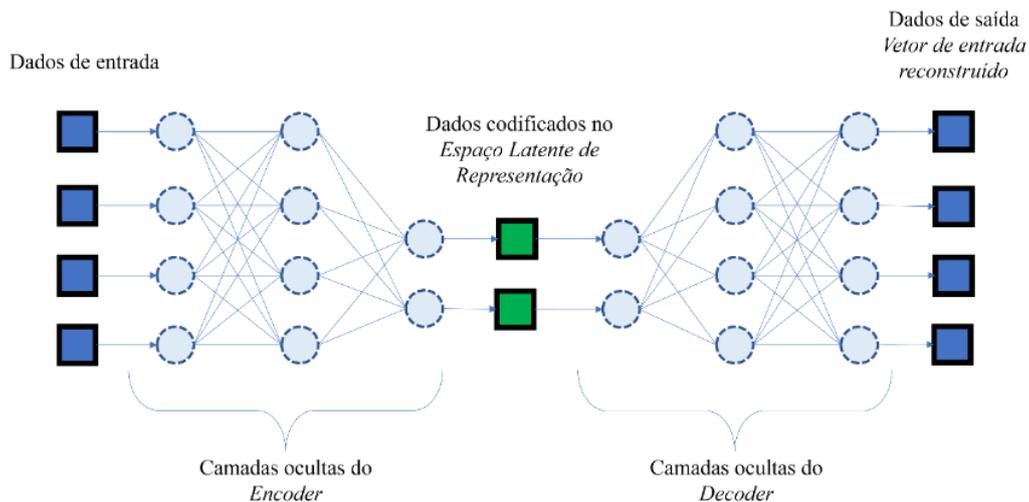 Dados de entrada
Dados codificados no
Espaço Latente de
Representação
Dados de saída
Vetor de entrada
reconstruído
Camadas ocultas do
Encoder
Camadas ocultas do
Decoder